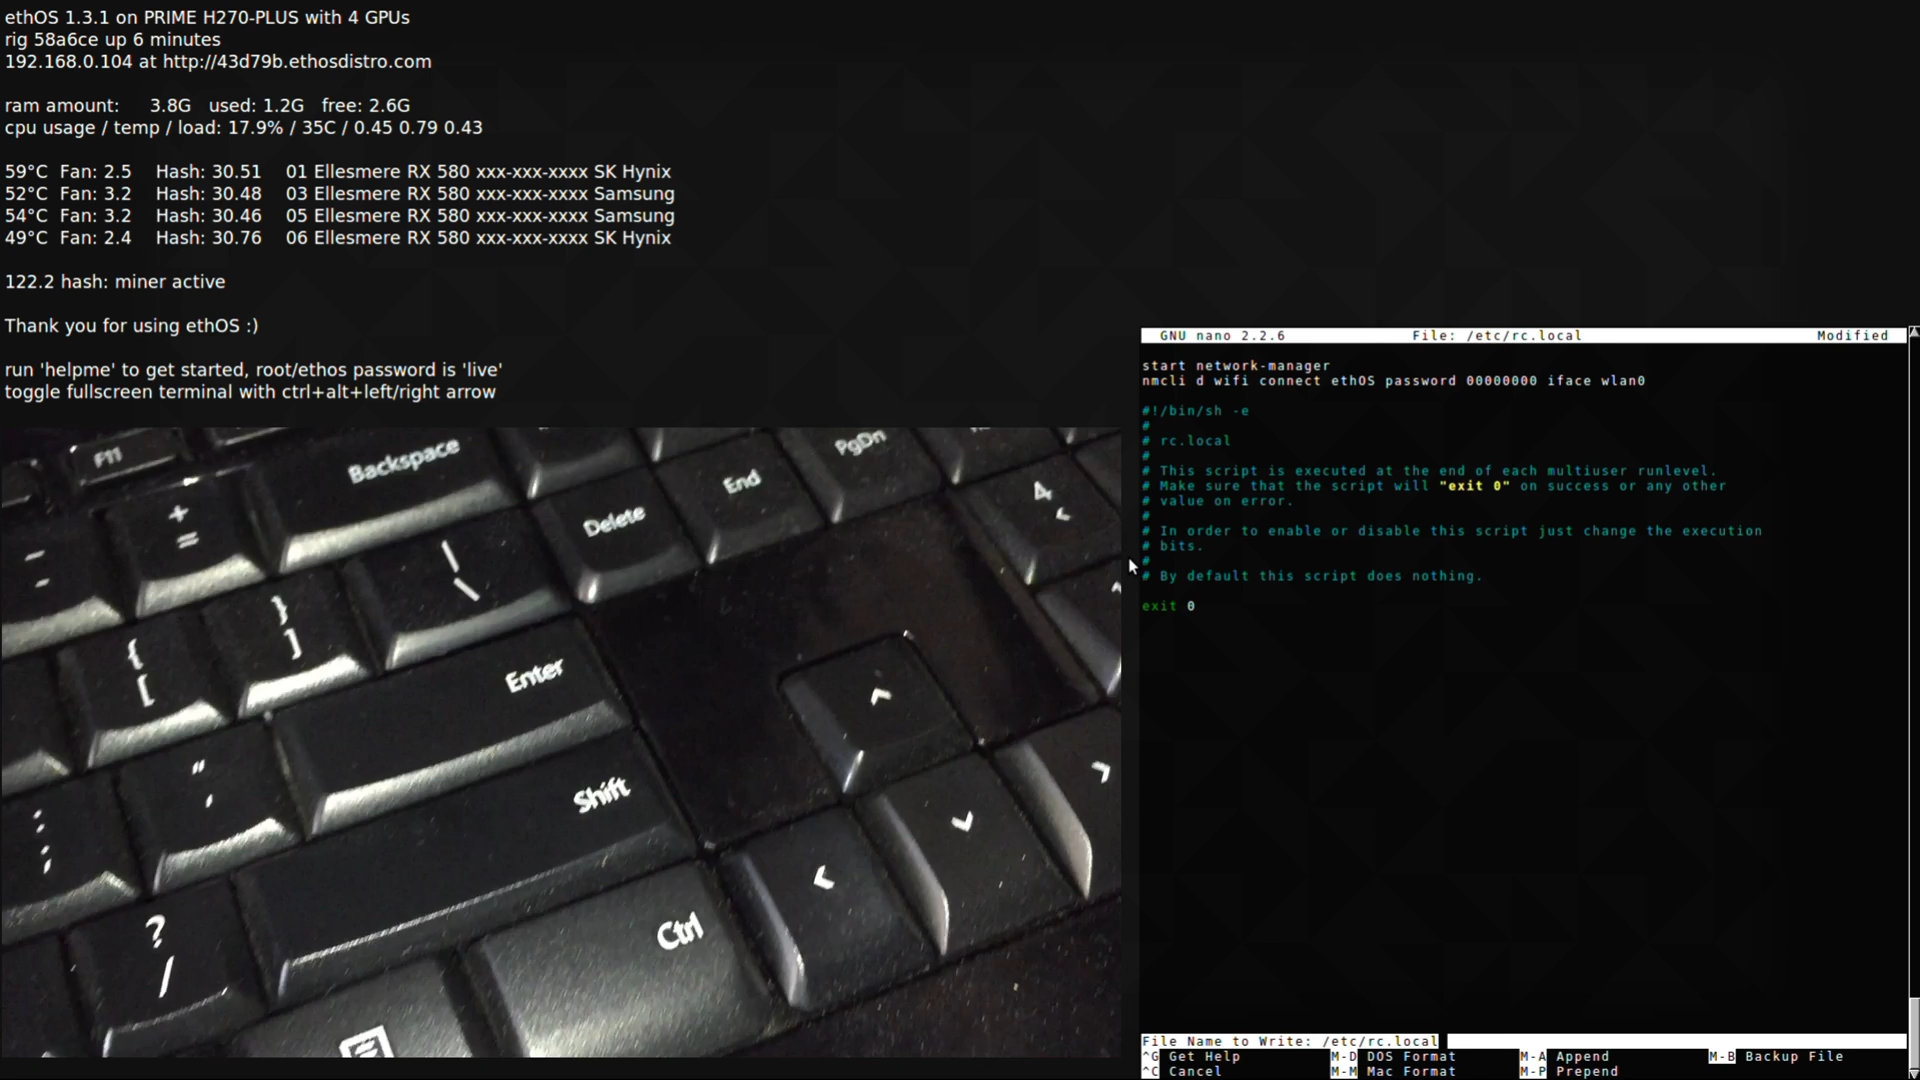 ethOS 1.3.1 on PRIME H270-PLUS with 4 GPUs
rig 58a6ce up 6 minutes
192.168.0.104 at http://43d79b.ethosdistro.com
ram amount: 3.8G used: 1.2G free: 2.6G
cpu usage / temp / load: 17.9% / 35C / 0.45 0.79 0.43
59°C Fan: 2.5 Hash: 30.51 01 Ellesmere RX 580 xxx-xxx-xxxx SK Hynix
52°C Fan: 3.2 Hash: 30.48 03 Ellesmere RX 580 xxx-xxx-xxxx Samsung
54°C Fan: 3.2 Hash: 30.46 05 Ellesmere RX 580 xxx-xxx-xxxx Samsung
49°C Fan: 2.4 Hash: 30.76 06 Ellesmere RX 580 xxx-xxx-xxxx SK Hynix
122.2 hash: miner active
Thank you for using ethOS :)
run 'helpme' to get started, root/ethos password is 'live'
toggle fullscreen terminal with ctrl+alt+left/right arrow
F11
Backspace
PgDn
End
Delete
+
=
|
\
4
<
{
[
}
]
Enter
"
'
Shift
:
;
?
/
Ctrl
GNU nano 2.2.6 File: /etc/rc.local Modified
start network-manager
nmcli d wifi connect ethOS password 00000000 iface wlan0
#!/bin/sh -e
#
# rc.local
#
# This script is executed at the end of each multiuser runlevel.
# Make sure that the script will "exit 0" on success or any other
# value on error.
#
# In order to enable or disable this script just change the execution
# bits.
#
# By default this script does nothing.
exit 0
File Name to Write: /etc/rc.local
^G Get Help M-D DOS Format M-A Append M-B Backup File
^C Cancel M-M Mac Format M-P Prepend